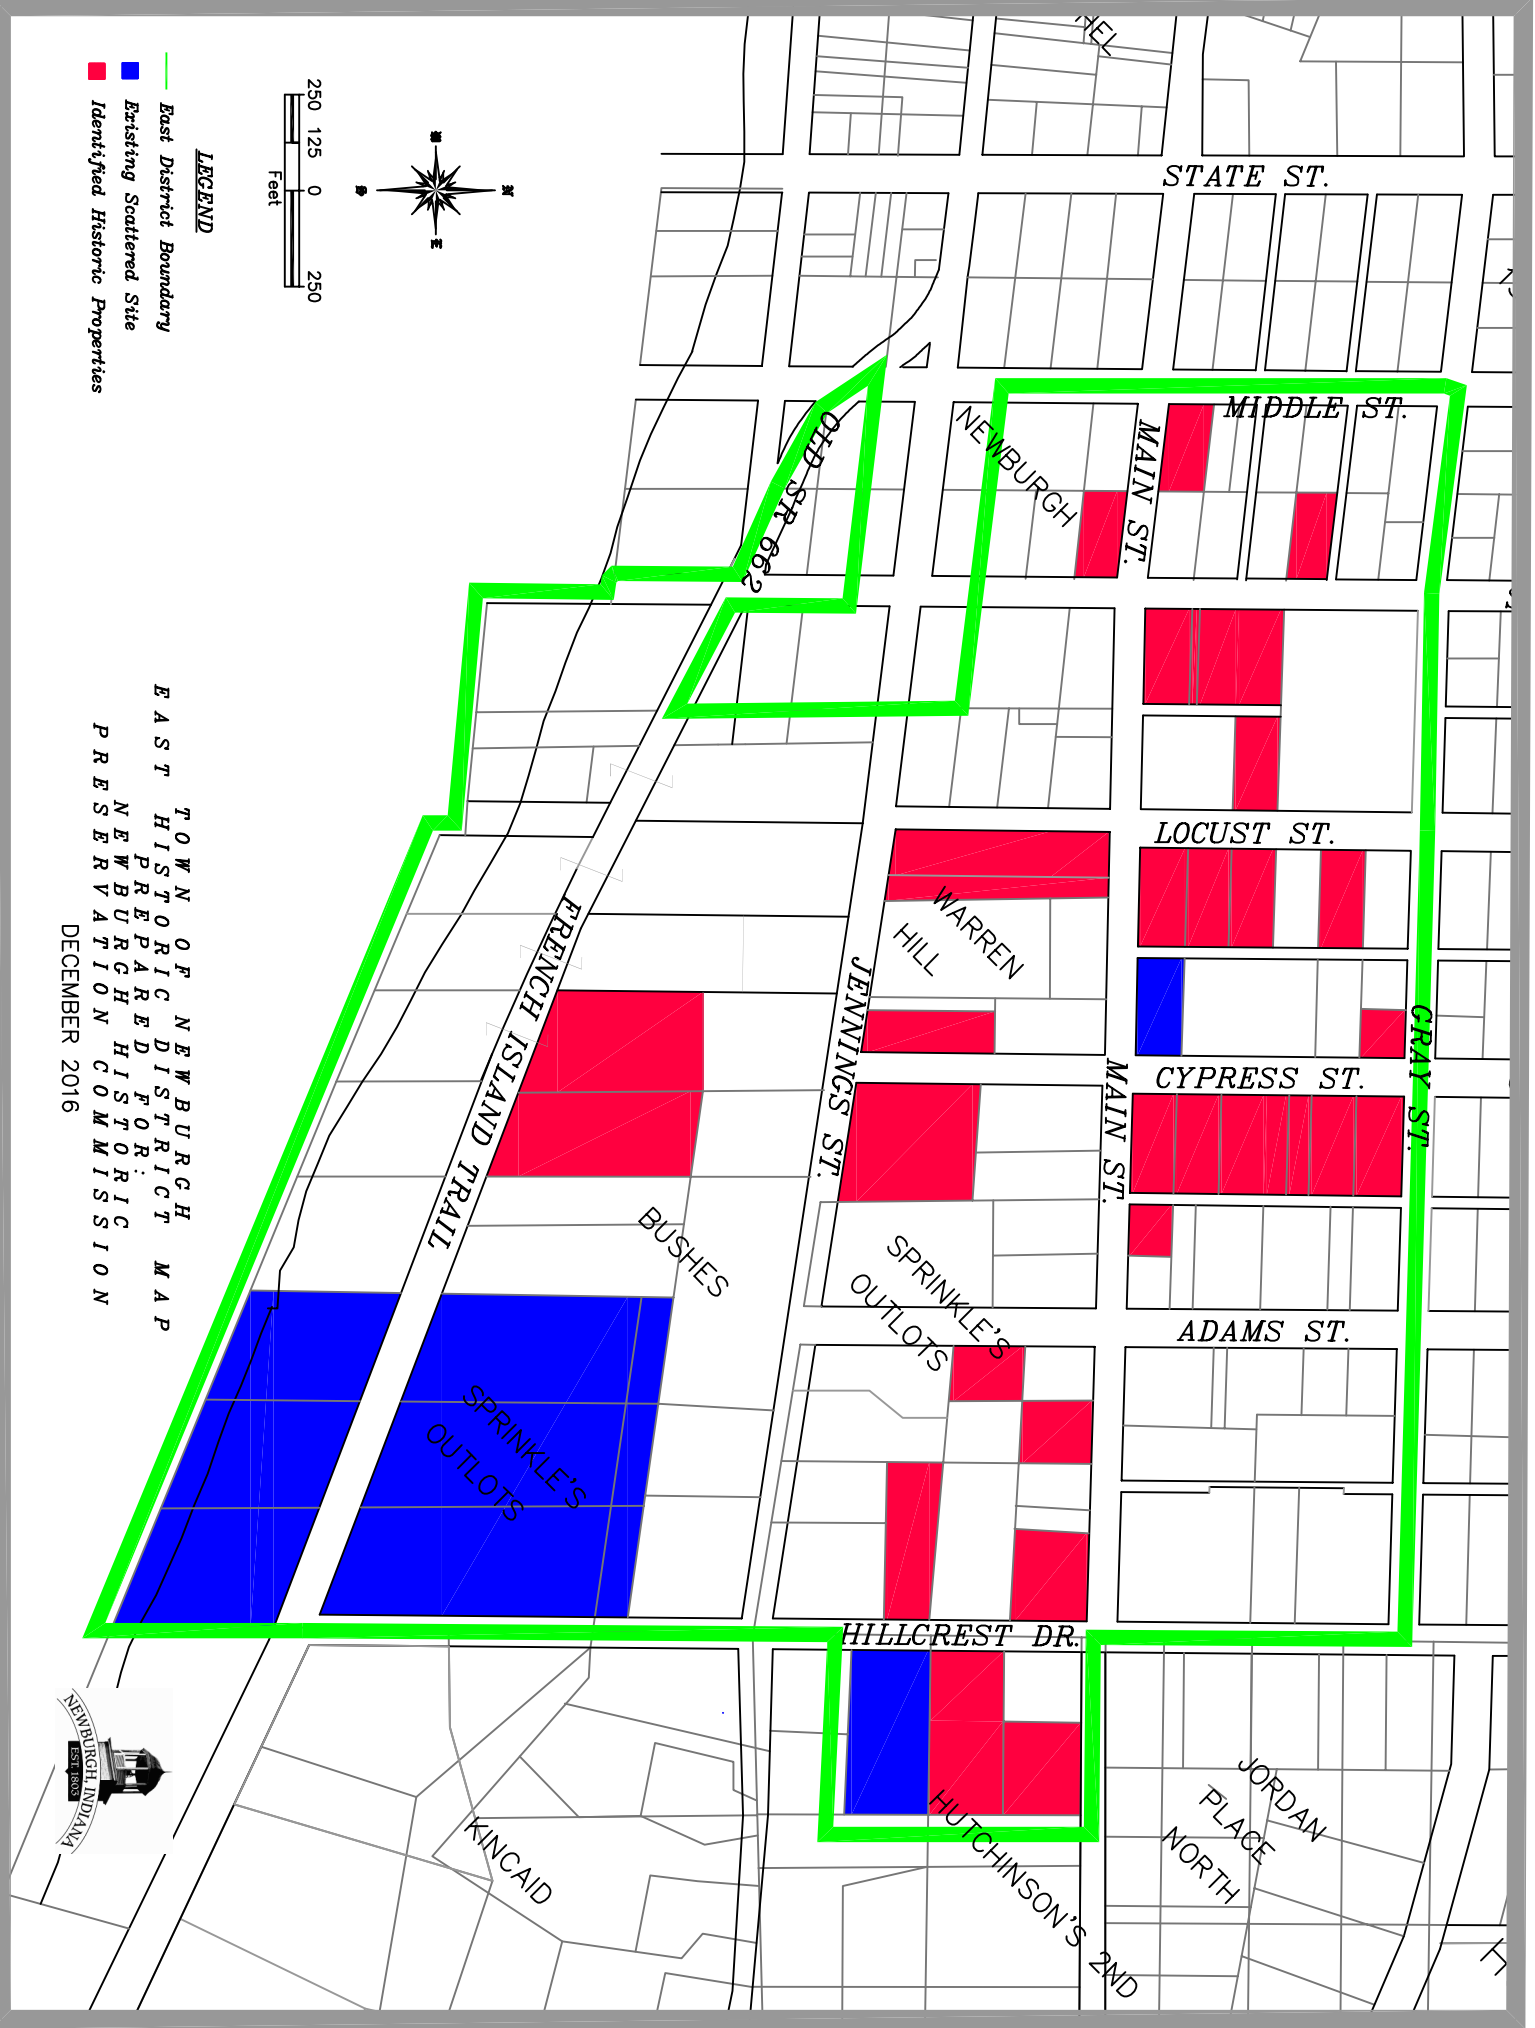 HEL
STATE ST.
MIDDLE ST.
MAIN ST.
NEWBURGH
OLD SR 662
LOCUST ST.
WARREN
HILL
JENNINGS ST.
FRENCH ISLAND TRAIL
GRAY ST.
CYPRESS ST.
MAIN ST.
BUSHES
SPRINKLE'S
OUTLOTS
ADAMS ST.
SPRINKLE'S
OUTLOTS
HILLCREST DR.
JORDAN
PLACE
NORTH
HUTCHINSON'S 2ND
KINCAID
N
W
E
S
250 125 0 250
Feet
LEGEND
East District Boundary
Existing Scattered Site
Identified Historic Properties
TOWN OF NEWBURGH
EAST HISTORIC DISTRICT MAP
PREPARED FOR:
NEWBURGH HISTORIC
PRESERVATION COMMISSION
DECEMBER 2016
EST. 1803
NEWBURGH, INDIANA